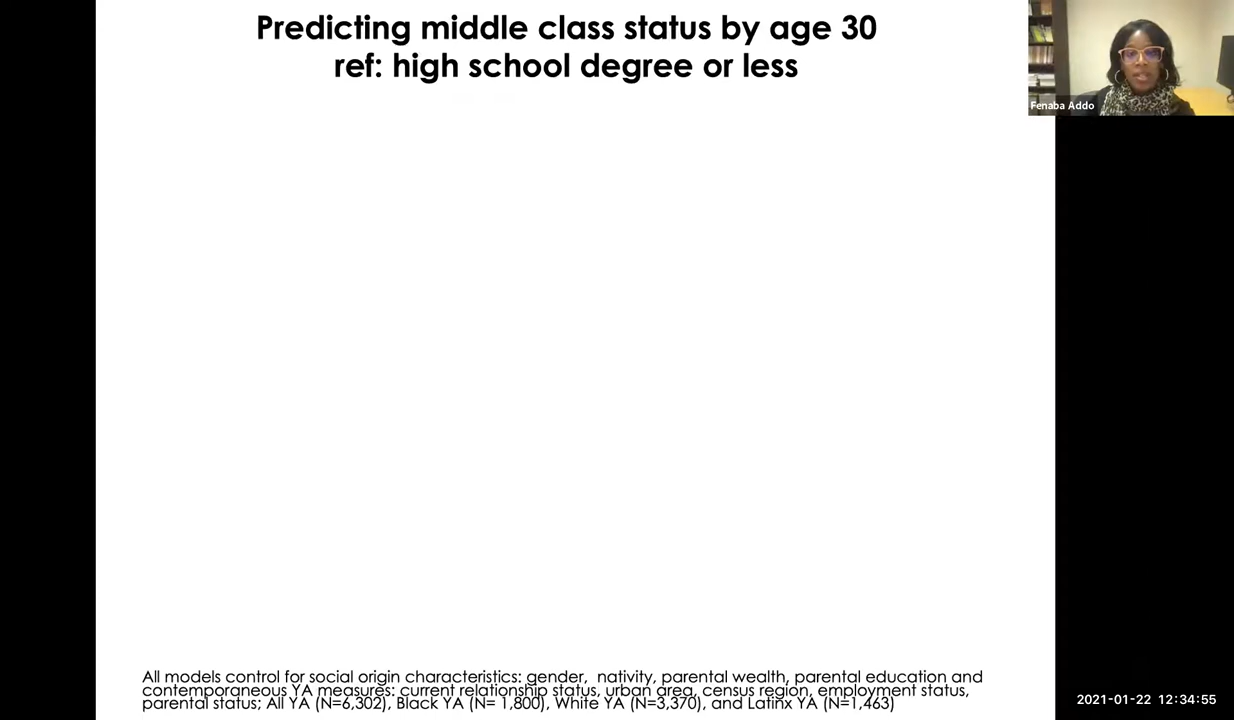 Predicting middle class status by age 30
ref: high school degree or less
Fenaba Addo
All models control for social origin characteristics: gender,  nativity, parental wealth, parental education and
contemporaneous YA measures: current relationship status, urban area, census region, employment status,
parental status; All YA (N=6,302), Black YA (N= 1,800), White YA (N=3,370), and Latinx YA (N=1,463)
2021-01-22 12:34:55